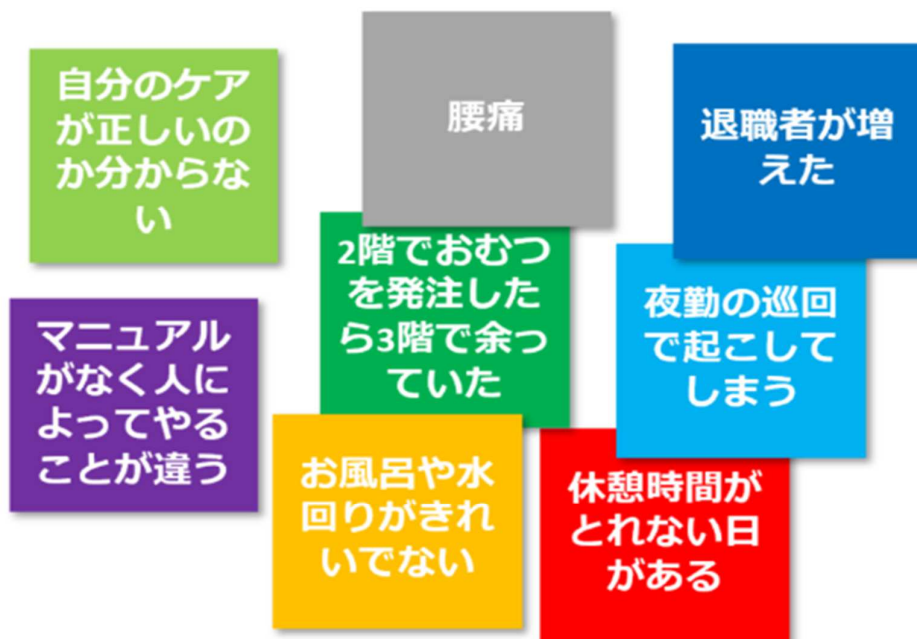 自分のケア
が正しいの
か分からな
い
腰痛
退職者が増
えた
2階でおむつ
を発注した
ら3階で余っ
ていた
夜勤の巡回
で起こして
しまう
マニュアル
がなく人に
よってやる
ことが違う
お風呂や水
回りがきれ
いでない
休憩時間が
とれない日
がある